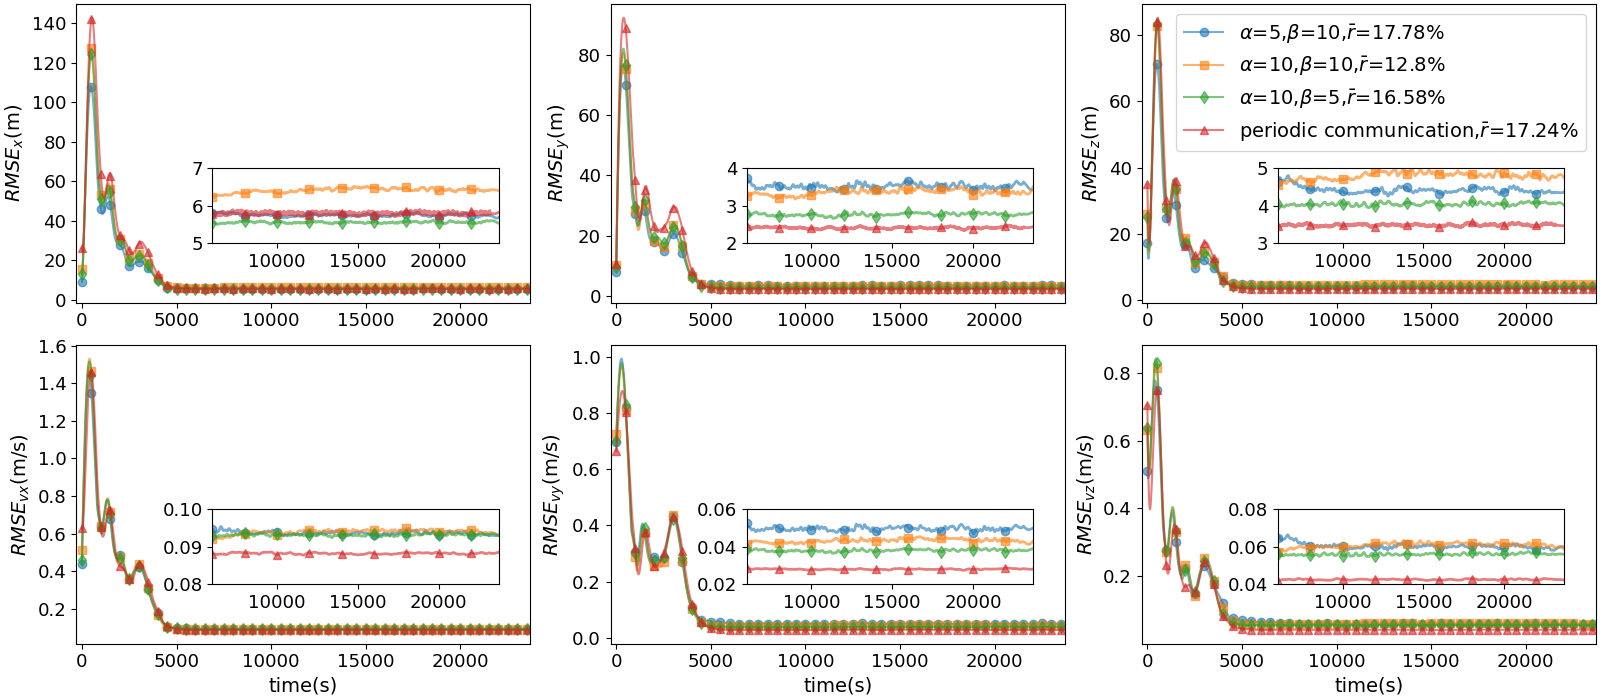 RMSE_x(m)
140
120
100
80
60
40
20
0
7
6
5
10000 15000 20000
0 5000 10000 15000 20000
RMSE_y(m)
80
60
40
20
0
4
3
2
10000 15000 20000
0 5000 10000 15000 20000
RMSE_z(m)
80
60
40
20
0
α=5,β=10,r̄=17.78%
α=10,β=10,r̄=12.8%
α=10,β=5,r̄=16.58%
periodic communication,r̄=17.24%
5
4
3
10000 15000 20000
0 5000 10000 15000 20000
RMSE_vx(m/s)
1.6
1.4
1.2
1.0
0.8
0.6
0.4
0.2
0.10
0.09
0.08
10000 15000 20000
0 5000 10000 15000 20000
time(s)
RMSE_vy(m/s)
1.0
0.8
0.6
0.4
0.2
0.0
0.06
0.04
0.02
10000 15000 20000
0 5000 10000 15000 20000
time(s)
RMSE_vz(m/s)
0.8
0.6
0.4
0.2
0.08
0.06
0.04
10000 15000 20000
0 5000 10000 15000 20000
time(s)